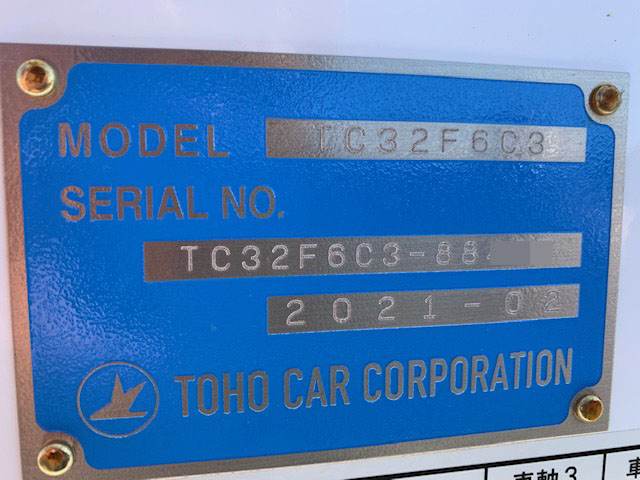 MODEL TC32F6C3
SERIAL NO.
TC32F6C3-88
2021-02
TOHO CAR CORPORATION
車軸3